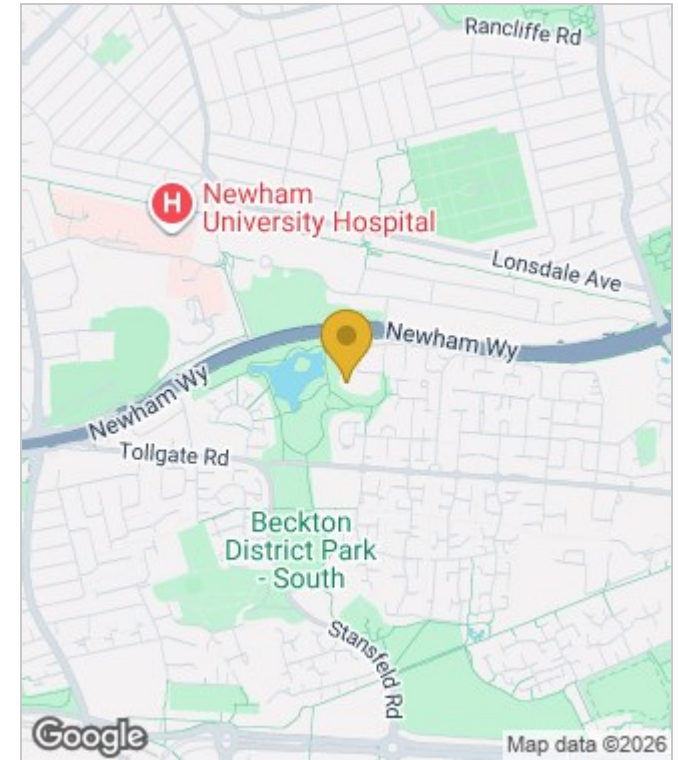 Rancliffe Rd
H
Newham
University Hospital
Lonsdale Ave
Newham Wy
Newham Wy
Tollgate Rd
Beckton
District Park
- South
Stansfeld Rd
Google
Map data ©2026